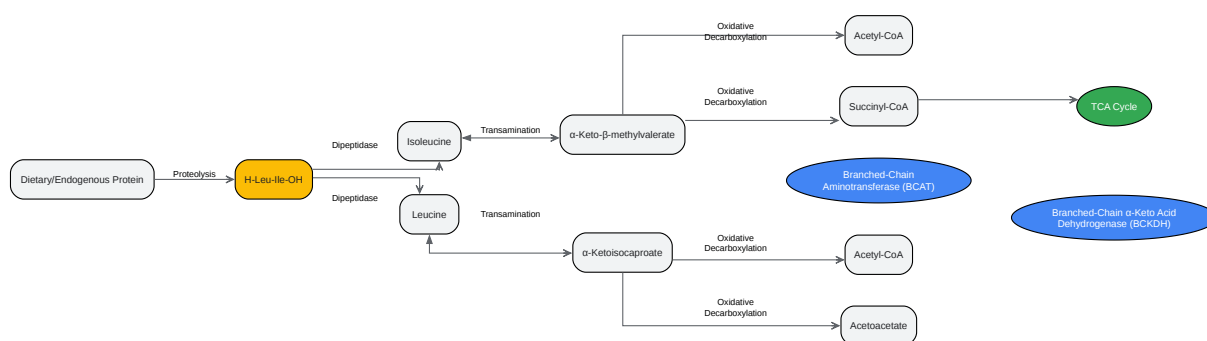 Oxidative
Decarboxylation
Acetyl-CoA
Oxidative
Decarboxylation
Succinyl-CoA
TCA Cycle
Isoleucine
Transamination
α-Keto-β-methylvalerate
Dipeptidase
Dietary/Endogenous Protein
Proteolysis
H-Leu-Ile-OH
Branched-Chain
Aminotransferase (BCAT)
Dipeptidase
Leucine
Transamination
Branched-Chain α-Keto Acid
Dehydrogenase (BCKDH)
α-Ketoisocaproate
Oxidative
Decarboxylation
Acetyl-CoA
Oxidative
Decarboxylation
Acetoacetate